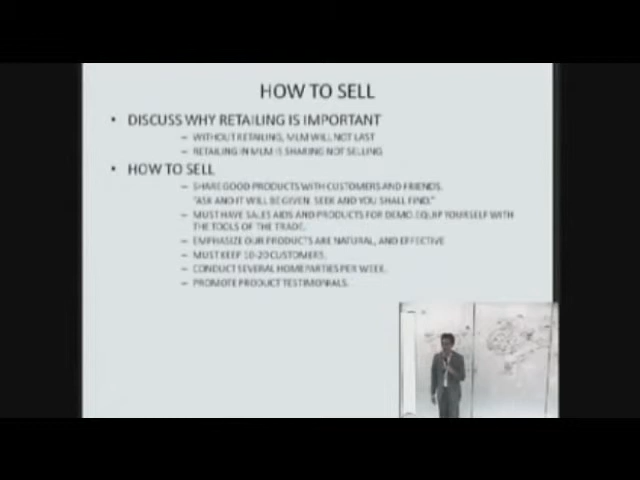 HOW TO SELL
• DISCUSS WHY RETAILING IS IMPORTANT
– WITHOUT RETAILING, MLM WILL NOT LAST
– RETAILING IN MLM IS SHARING NOT SELLING
• HOW TO SELL
– SHARE GOOD PRODUCTS WITH CUSTOMERS AND FRIENDS.
"ASK AND IT WILL BE GIVEN. SEEK AND YOU SHALL FIND."
– MUST HAVE SALES AIDS AND PRODUCTS FOR DEMO.EQUIP YOURSELF WITH
THE TOOLS OF THE TRADE.
– EMPHASIZE OUR PRODUCTS ARE NATURAL, AND EFFECTIVE
– MUST KEEP 10-20 CUSTOMERS.
– CONDUCT SEVERAL HOME PARTIES PER WEEK.
– PROMOTE PRODUCT TESTIMONIALS.